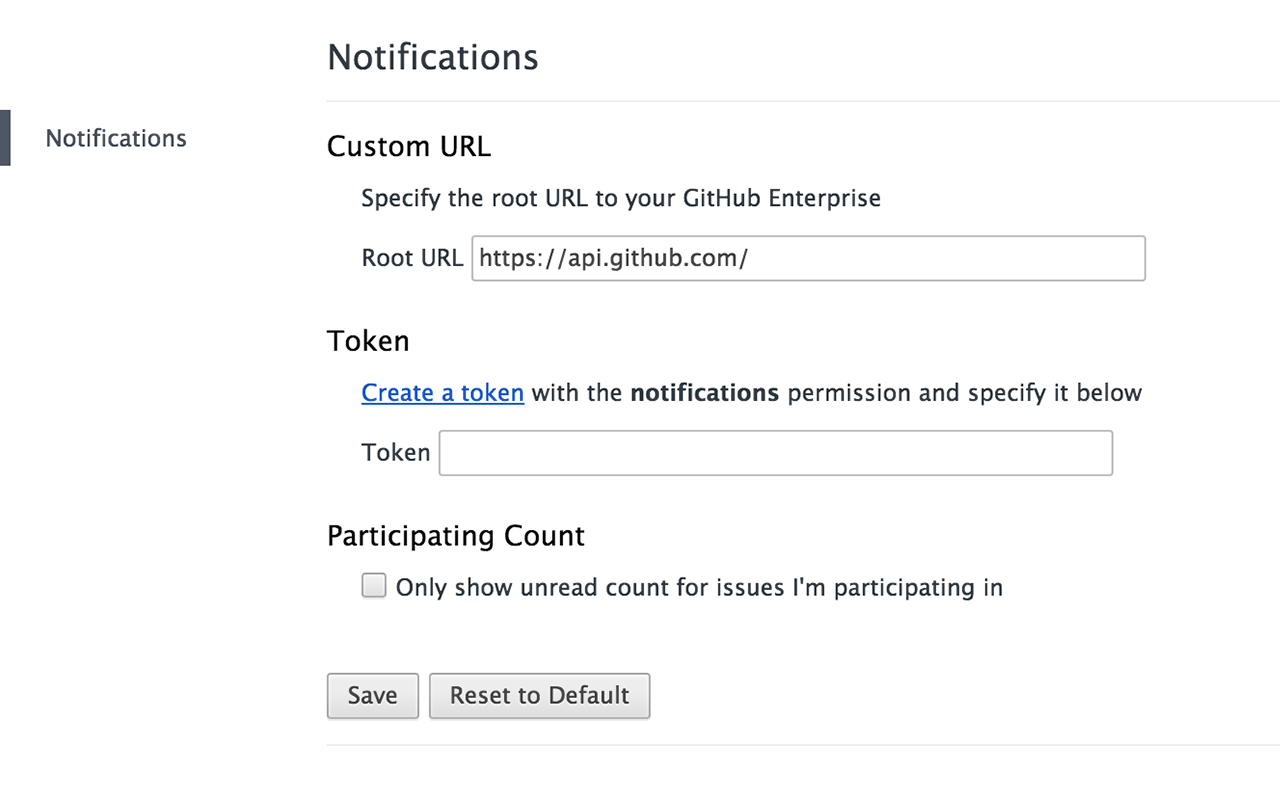 Notifications
Notifications
Custom URL
Specify the root URL to your GitHub Enterprise
Root URL https://api.github.com/
Token
Create a token with the notifications permission and specify it below
Token
Participating Count
Only show unread count for issues I'm participating in
Save Reset to Default